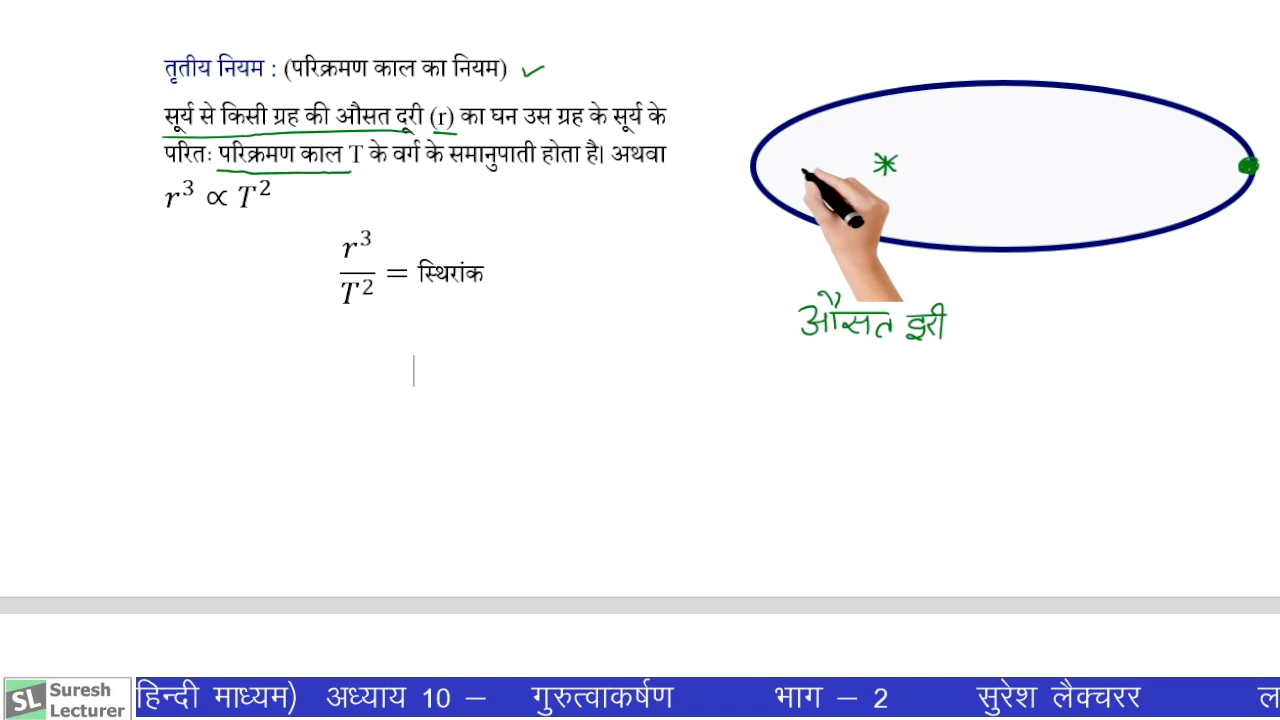 तृतीय नियम : (परिक्रमण काल का नियम)
सूर्य से किसी ग्रह की औसत दूरी (r) का घन उस ग्रह के सूर्य के
परितः परिक्रमण काल T के वर्ग के समानुपाती होता है। अथवा
r³ ∝ T²
r³/T² = स्थिरांक
औसत दूरी
SL Suresh Lecturer
हिन्दी माध्यम) अध्याय 10 – गुरुत्वाकर्षण भाग – 2 सुरेश लैक्चरर ल